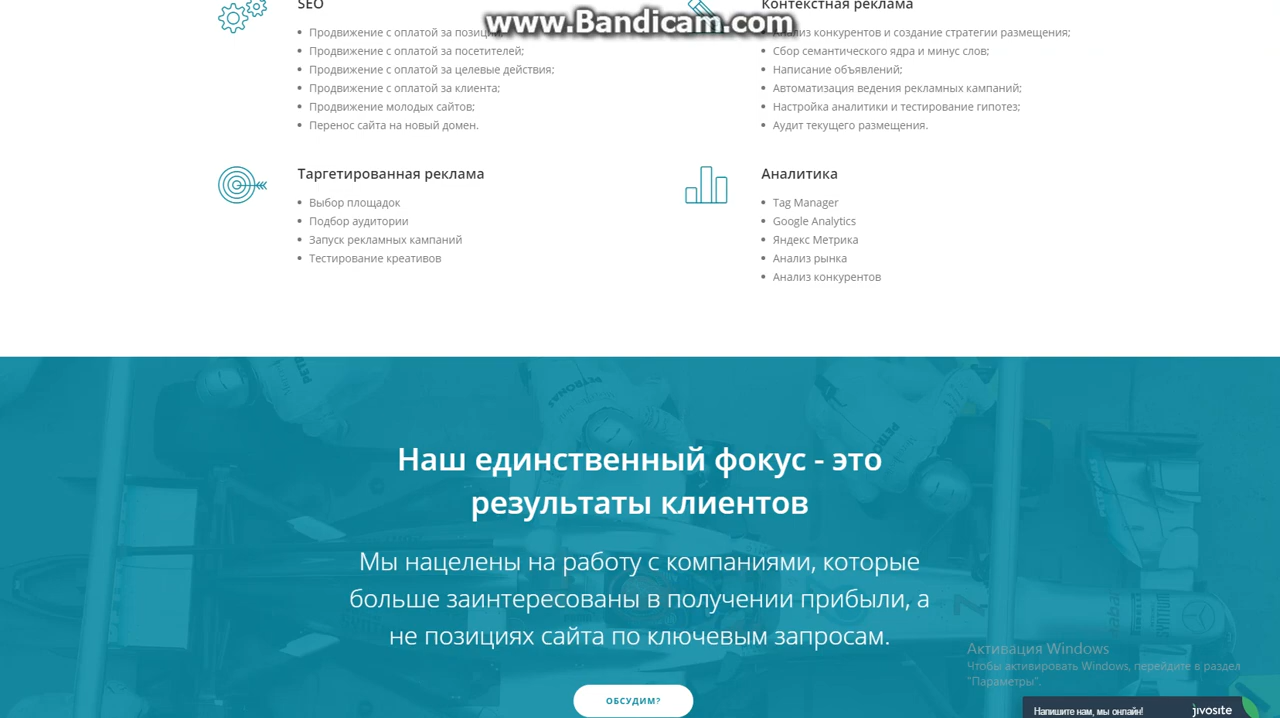 SEO
Контекстная реклама
www.Bandicam.com
Продвижение с оплатой за позиции
Продвижение с оплатой за посетителей;
Продвижение с оплатой за целевые действия;
Продвижение с оплатой за клиента;
Продвижение молодых сайтов;
Перенос сайта на новый домен.
Анализ конкурентов и создание стратегии размещения;
Сбор семантического ядра и минус слов;
Написание объявлений;
Автоматизация ведения рекламных кампаний;
Настройка аналитики и тестирование гипотез;
Аудит текущего размещения.
Таргетированная реклама
Выбор площадок
Подбор аудитории
Запуск рекламных кампаний
Тестирование креативов
Аналитика
Tag Manager
Google Analytics
Яндекс Метрика
Анализ рынка
Анализ конкурентов
PETRONAS
Наш единственный фокус - это
результаты клиентов
Мы нацелены на работу с компаниями, которые
больше заинтересованы в получении прибыли, а
не позициях сайта по ключевым запросам.
ОБСУДИМ?
Активация Windows
Чтобы активировать Windows, перейдите в раздел
"Параметры".
Напишите нам, мы онлайн!
jivosite